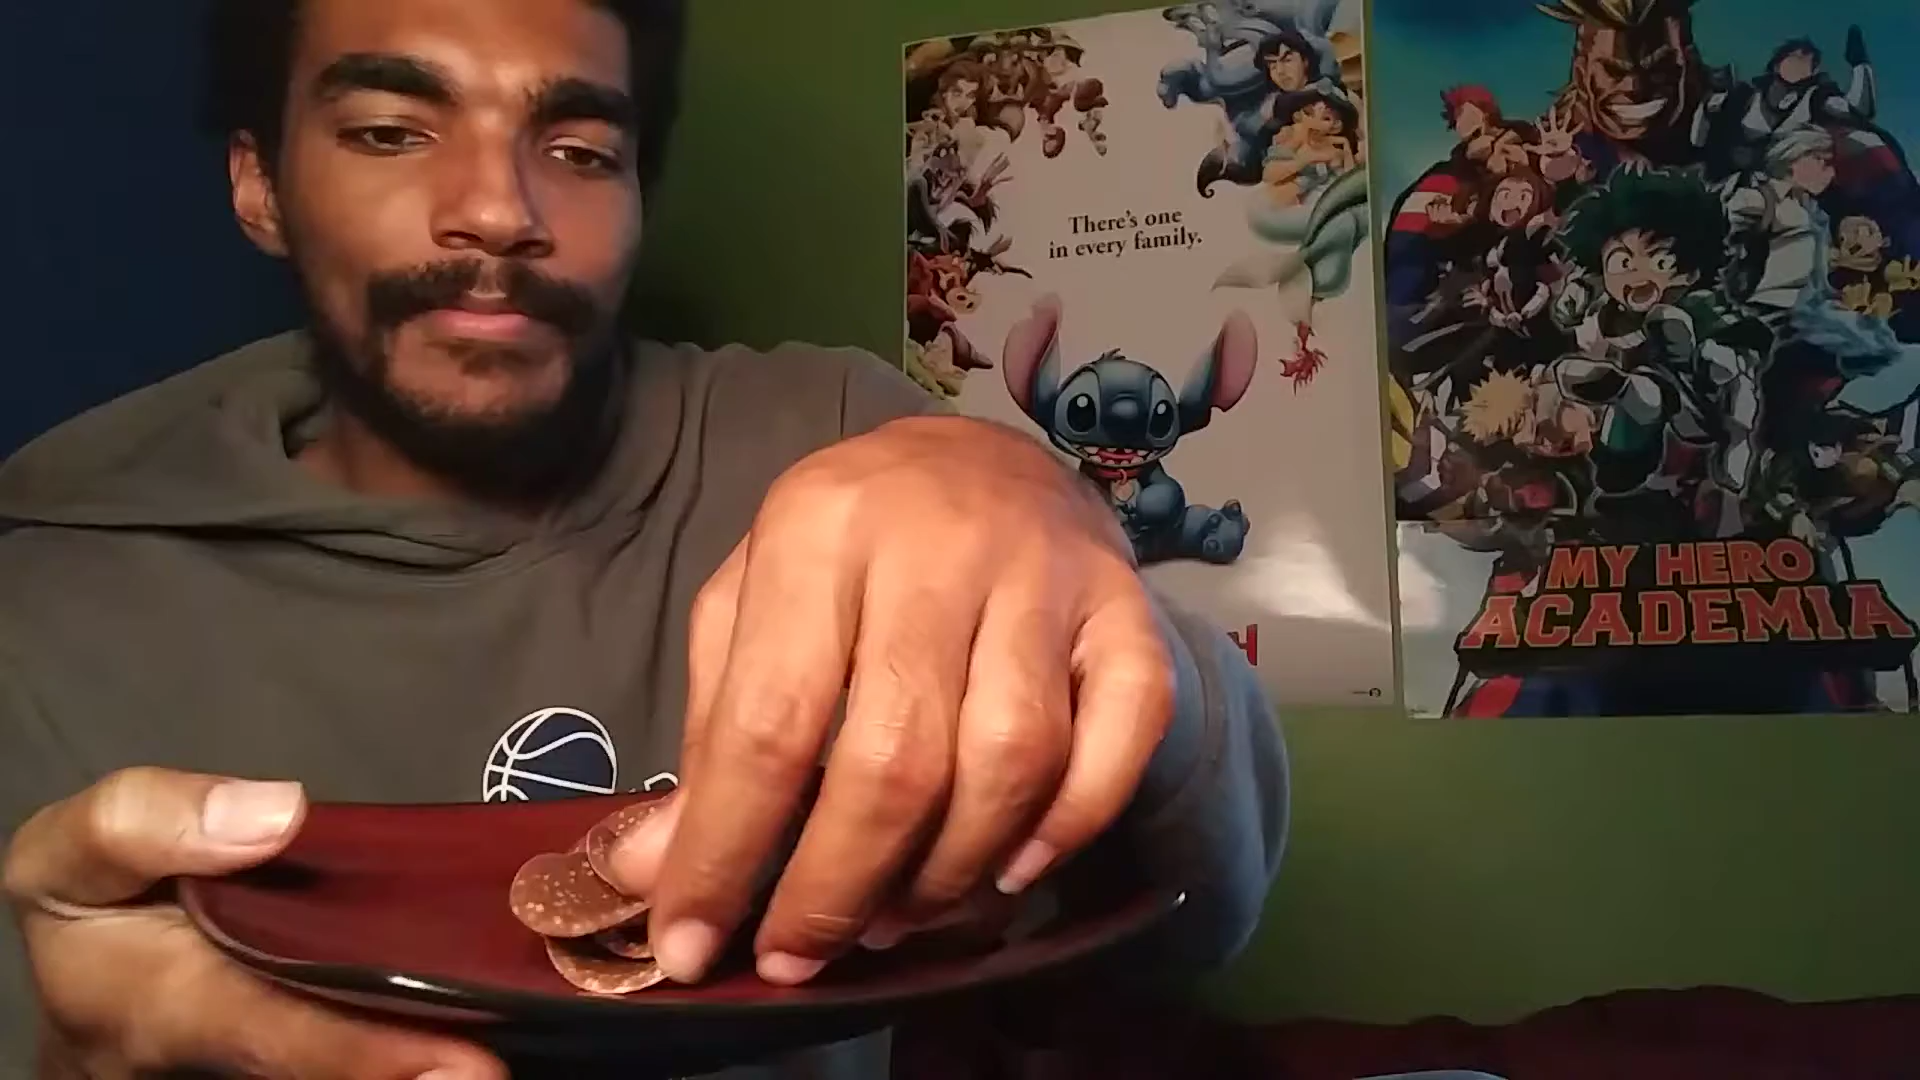 There's one
in every family.
H
MY HERO
ACADEMIA